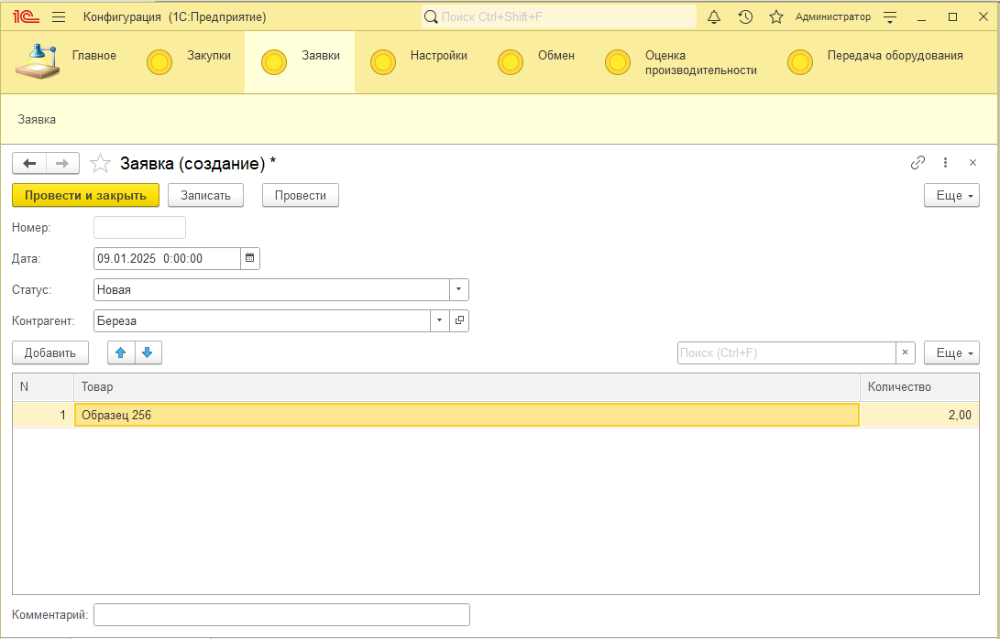 1С Конфигурация (1С:Предприятие) Поиск Ctrl+Shift+F Администратор
Главное Закупки Заявки Настройки Обмен Оценка производительности Передача оборудования
Заявка
Заявка (создание) *
Провести и закрыть Записать Провести Еще
Номер:
Дата: 09.01.2025 0:00:00
Статус: Новая
Контрагент: Береза
Добавить Поиск (Ctrl+F) × Еще
N Товар Количество
1 Образец 256 2,00
Комментарий: